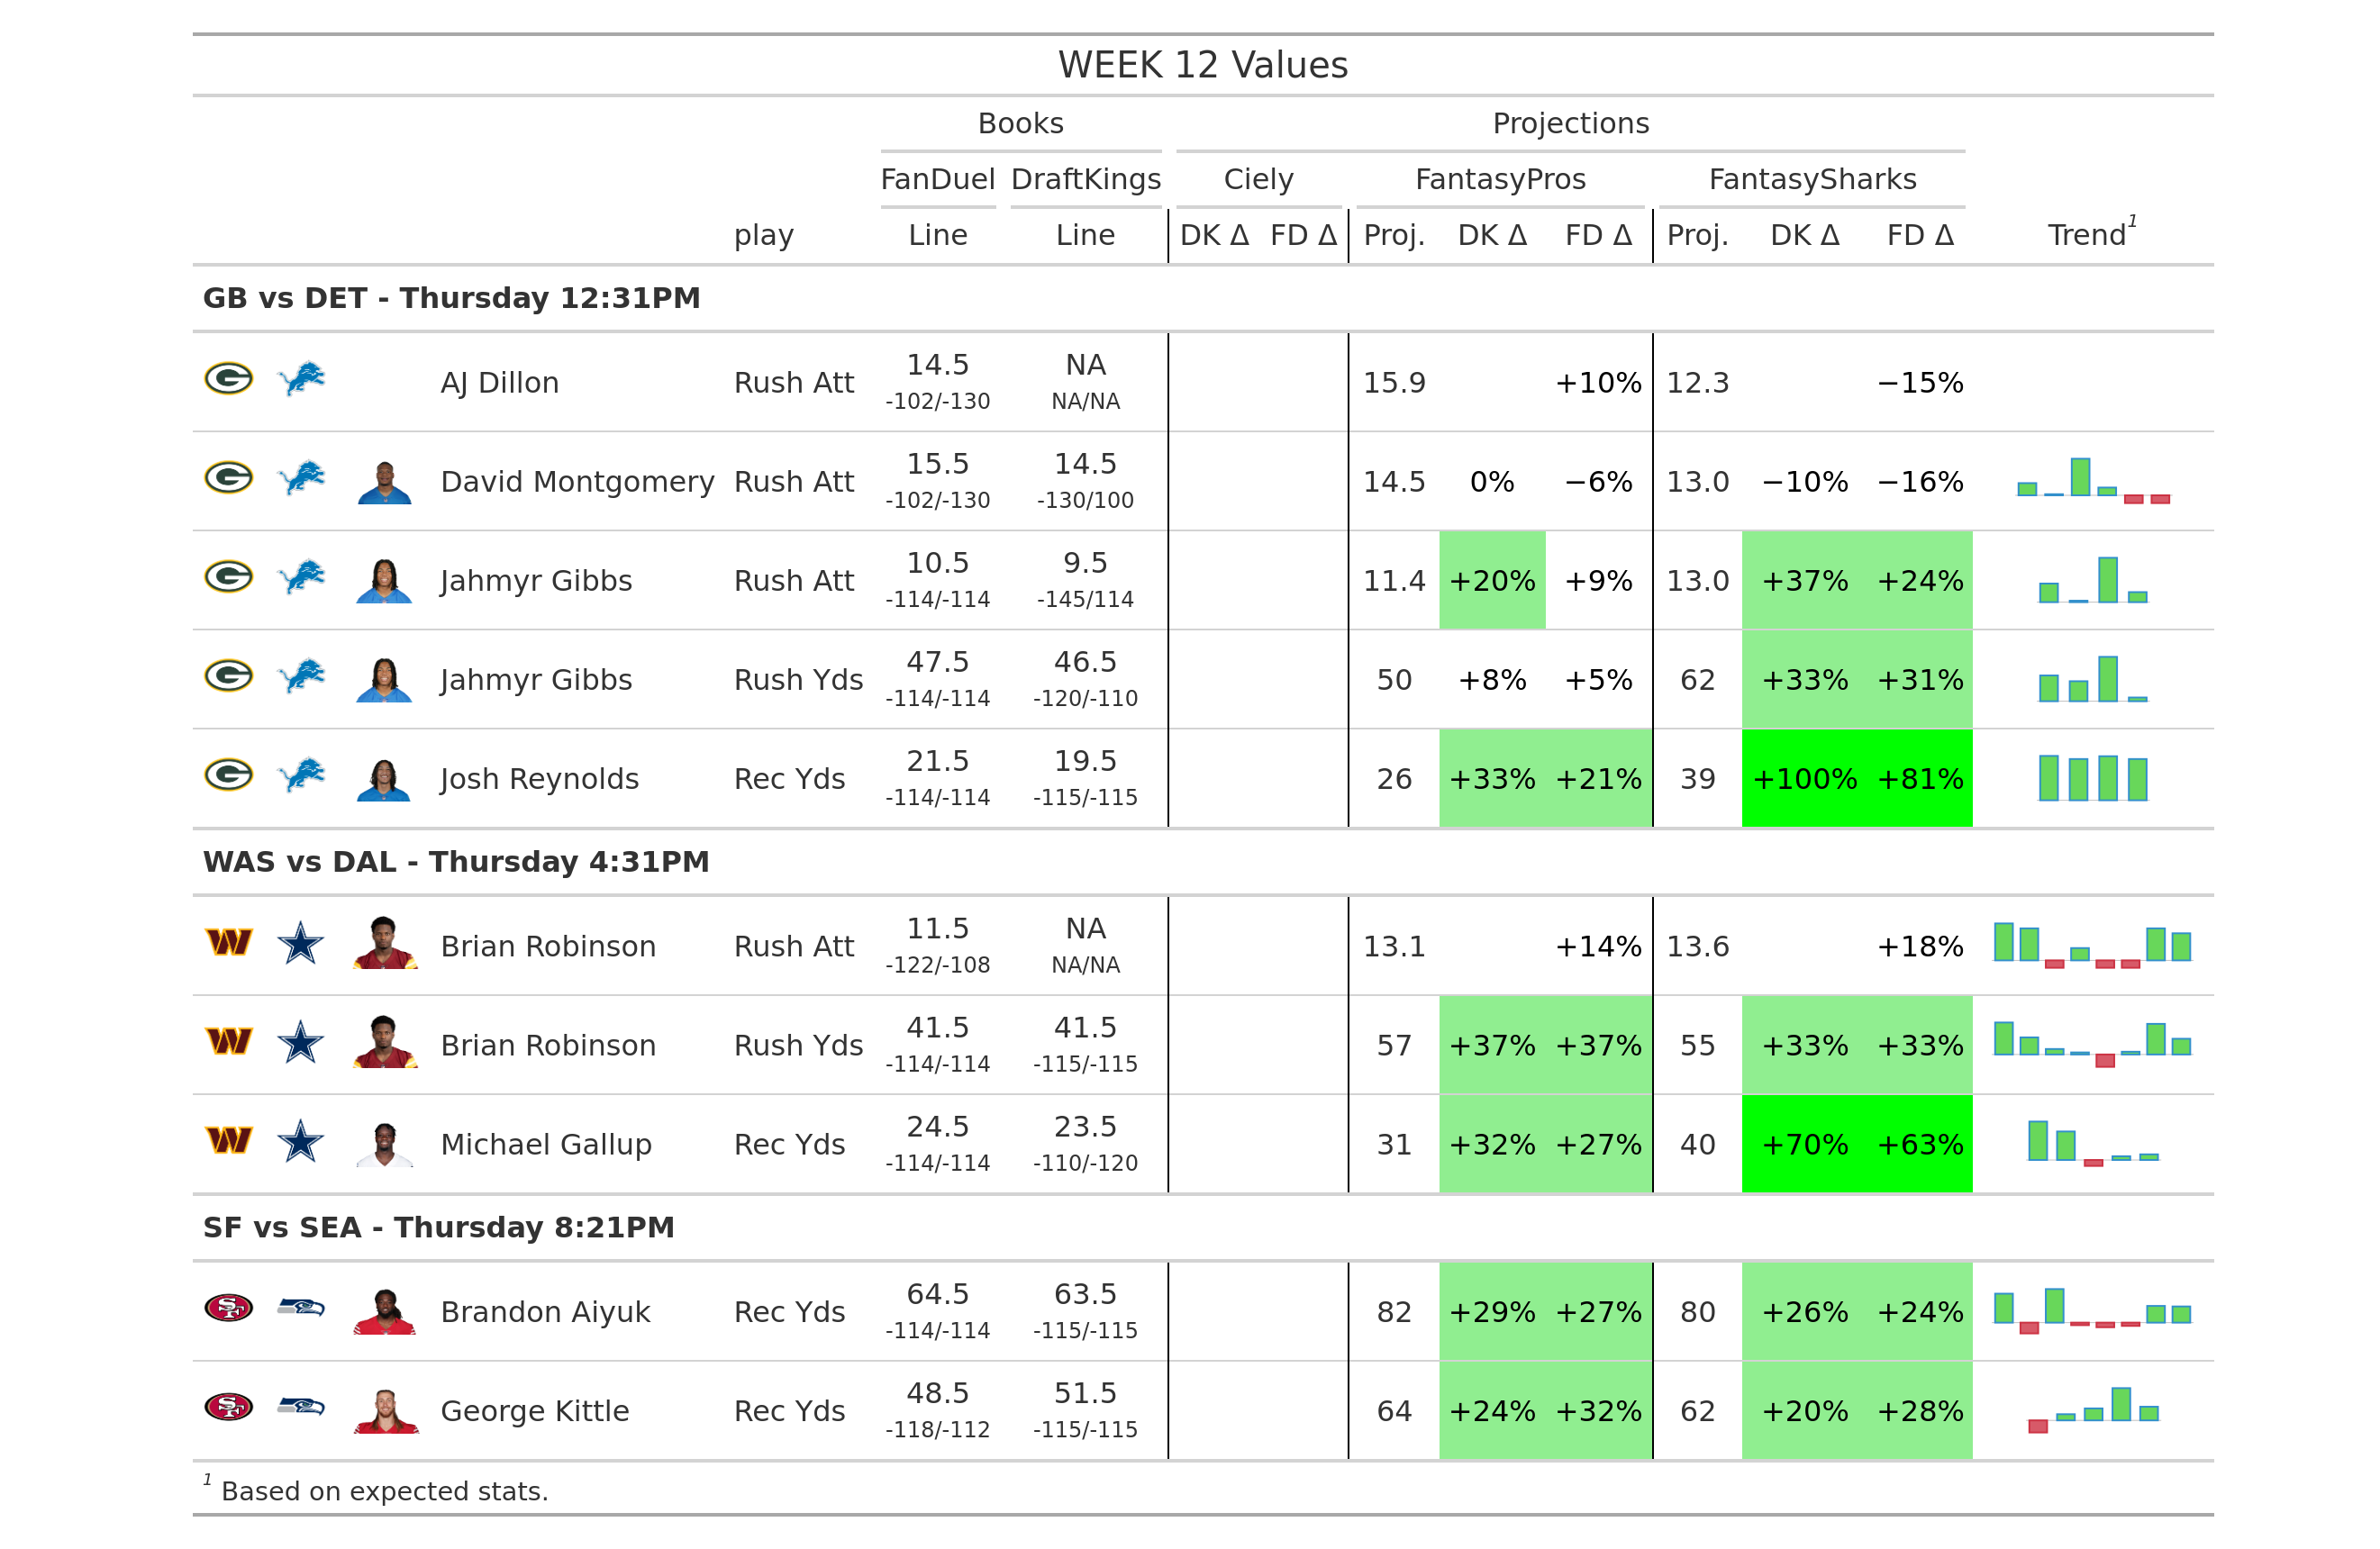 WEEK 12 Values
Books Projections
FanDuel DraftKings Ciely FantasyPros FantasySharks
play Line Line DK Δ FD Δ Proj. DK Δ FD Δ Proj. DK Δ FD Δ Trend1
GB vs DET - Thursday 12:31PM
AJ Dillon Rush Att 14.5 NA 15.9 +10% 12.3 −15%
-102/-130 NA/NA
David Montgomery Rush Att 15.5 14.5 14.5 0% −6% 13.0 −10% −16%
-102/-130 -130/100
Jahmyr Gibbs Rush Att 10.5 9.5 11.4 +20% +9% 13.0 +37% +24%
-114/-114 -145/114
Jahmyr Gibbs Rush Yds 47.5 46.5 50 +8% +5% 62 +33% +31%
-114/-114 -120/-110
Josh Reynolds Rec Yds 21.5 19.5 26 +33% +21% 39 +100% +81%
-114/-114 -115/-115
WAS vs DAL - Thursday 4:31PM
Brian Robinson Rush Att 11.5 NA 13.1 +14% 13.6 +18%
-122/-108 NA/NA
Brian Robinson Rush Yds 41.5 41.5 57 +37% +37% 55 +33% +33%
-114/-114 -115/-115
Michael Gallup Rec Yds 24.5 23.5 31 +32% +27% 40 +70% +63%
-114/-114 -110/-120
SF vs SEA - Thursday 8:21PM
Brandon Aiyuk Rec Yds 64.5 63.5 82 +29% +27% 80 +26% +24%
-114/-114 -115/-115
George Kittle Rec Yds 48.5 51.5 64 +24% +32% 62 +20% +28%
-118/-112 -115/-115
1 Based on expected stats.